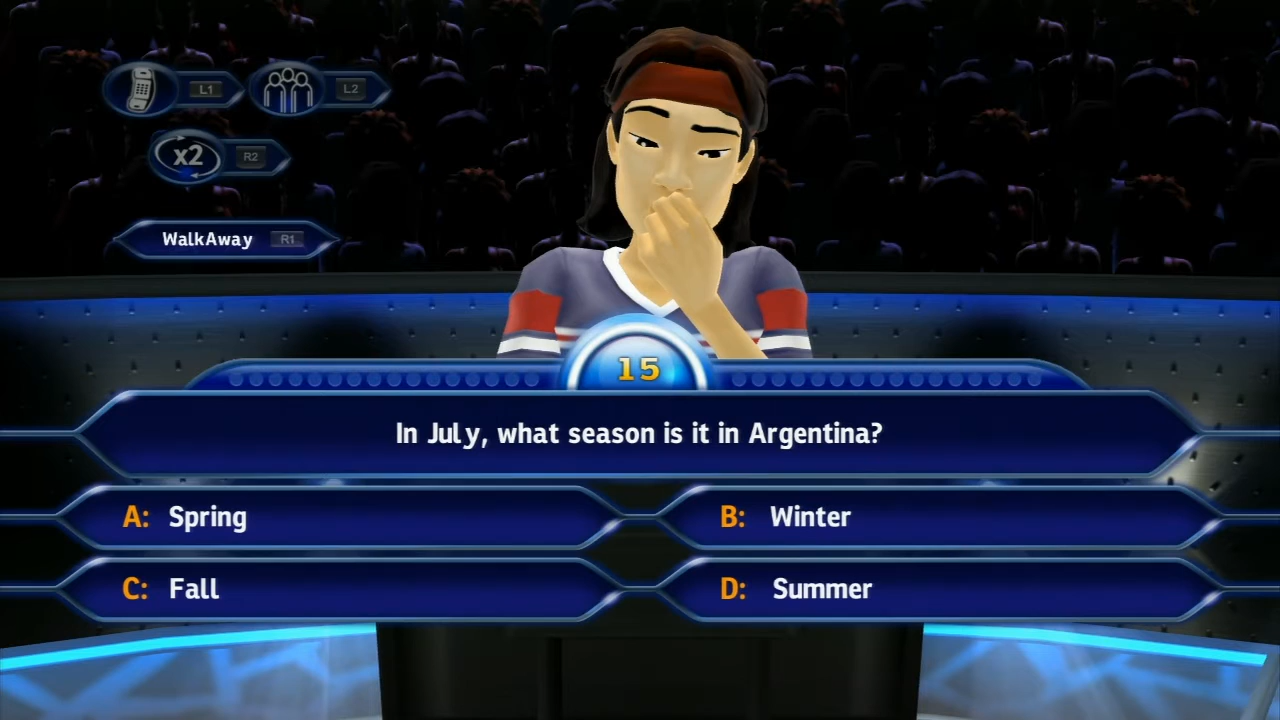 L1
L2
x2
R2
WalkAway R1
15
In July, what season is it in Argentina?
A: Spring
B: Winter
C: Fall
D: Summer